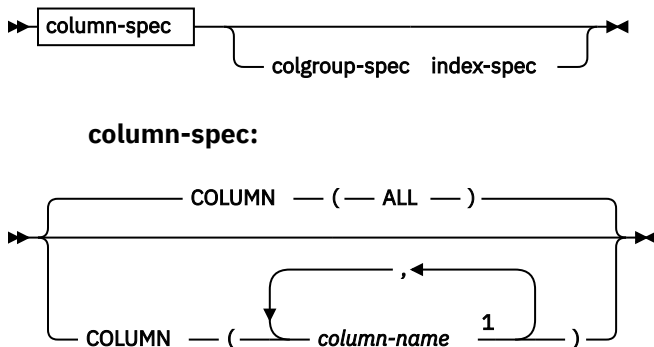 column-spec
colgroup-spec index-spec
column-spec:
COLUMN ( ALL )
,
COLUMN ( column-name 1 )